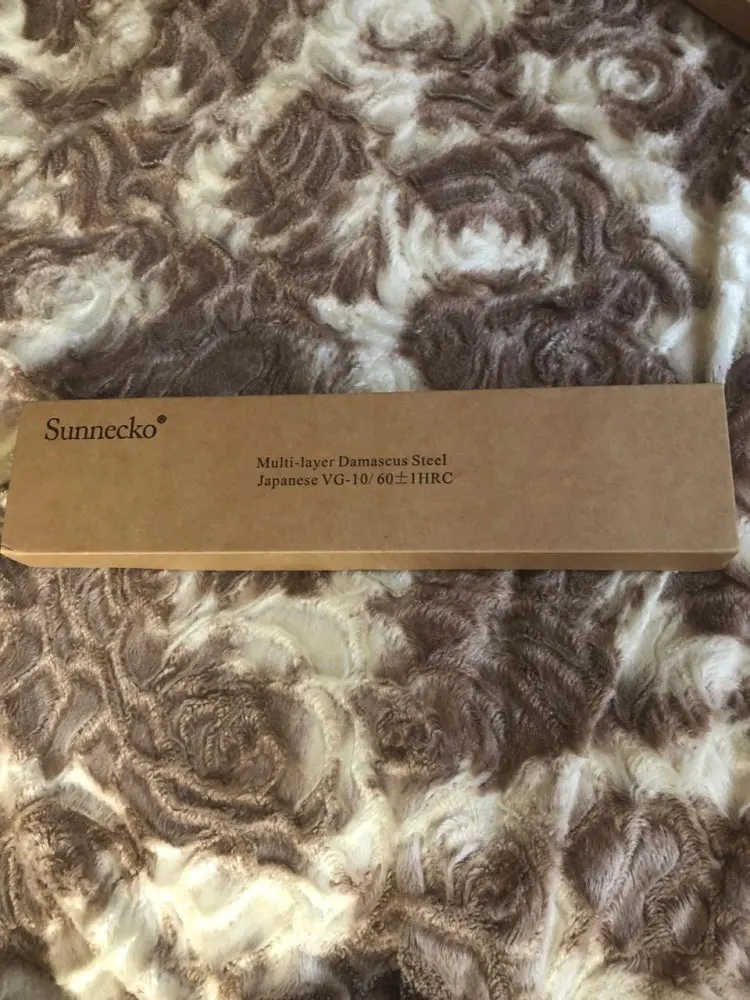 Sunnecko®
Multi-layer Damascus Steel
Japanese VG-10/ 60±1HRC